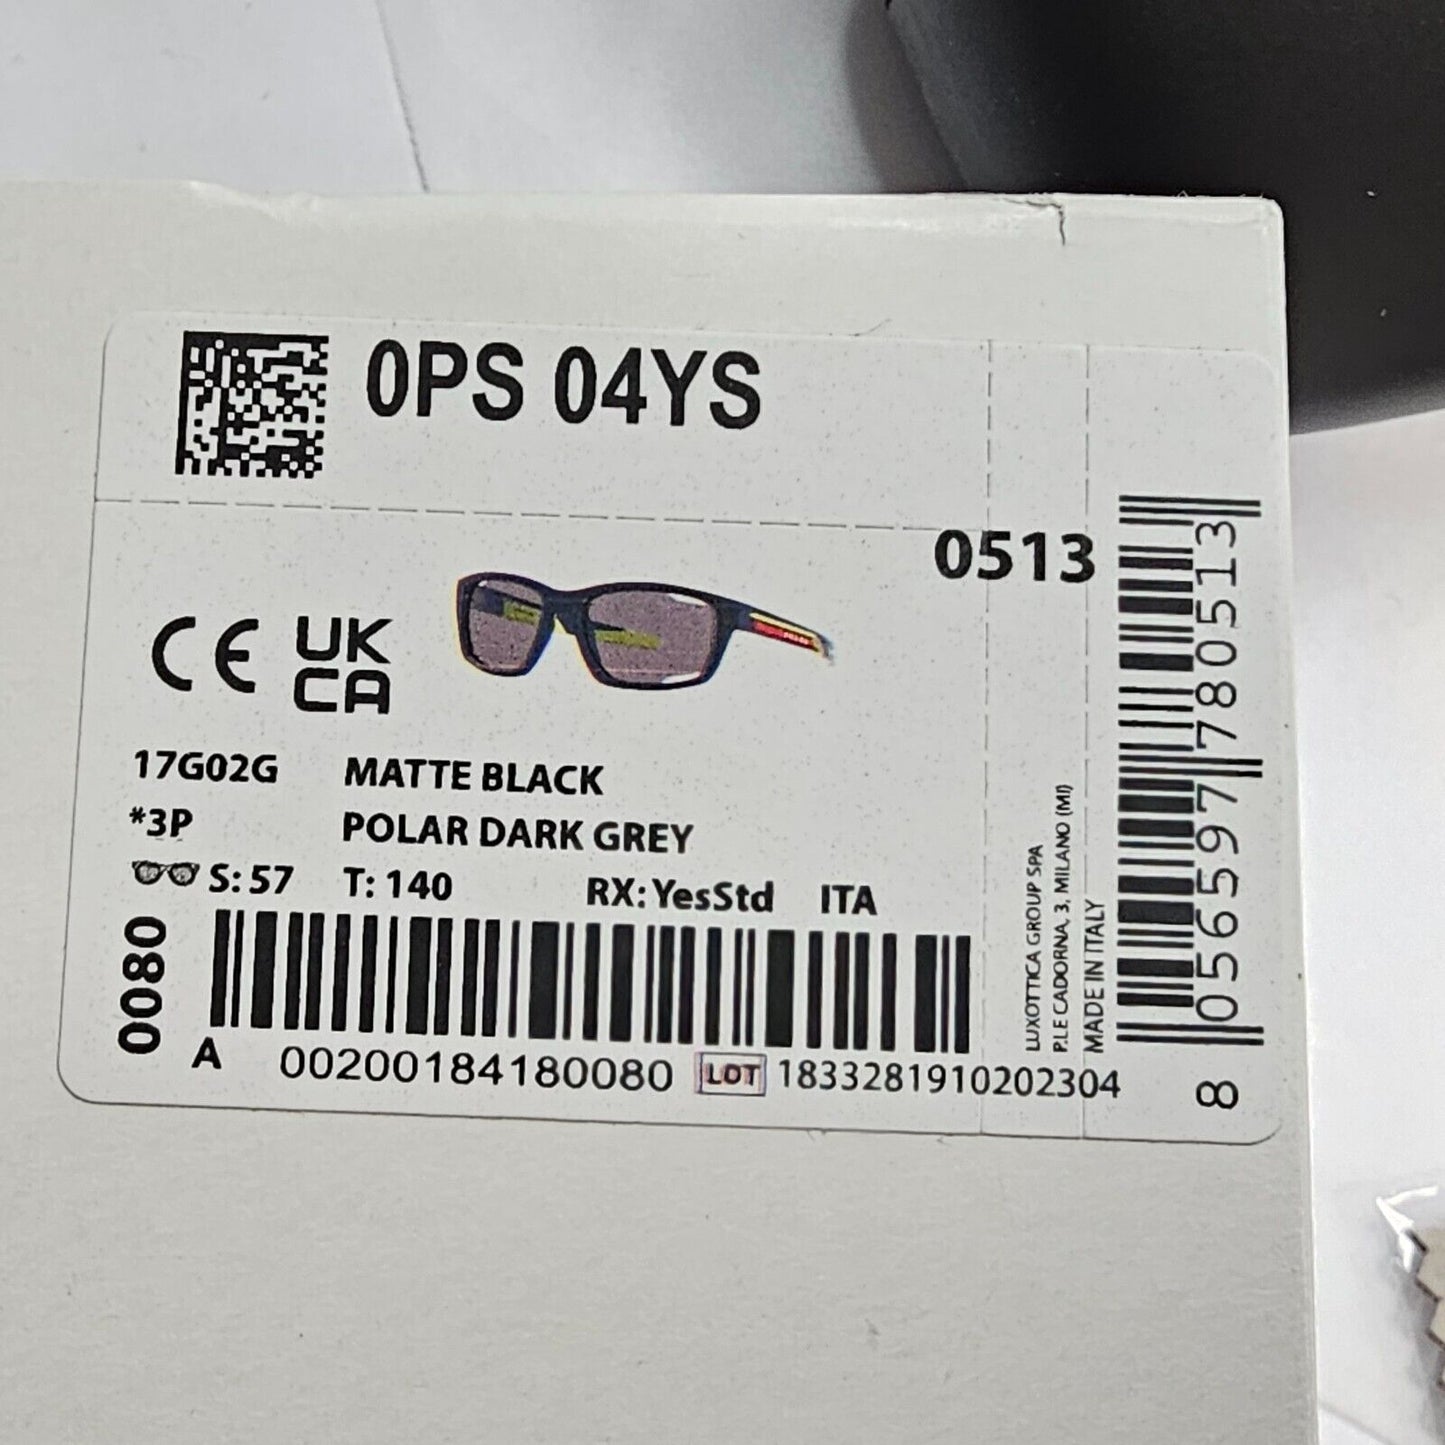 0PS 04YS
0513
CE UK
CA
17G02G MATTE BLACK
*3P POLAR DARK GREY
S: 57 T: 140 RX: YesStd ITA
0080
A 00200184180080 LOT 1833281910202304
LUXOTTICA GROUP SPA
P.LE CADORNA, 3, MILANO (MI)
MADE IN ITALY
8 056597 780513